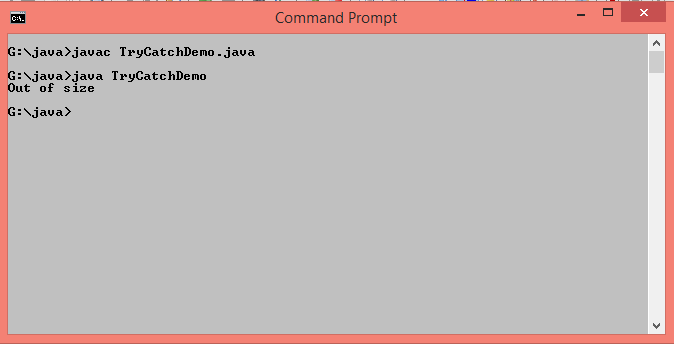 Command Prompt
G:\java>javac TryCatchDemo.java
G:\java>java TryCatchDemo
Out of size
G:\java>